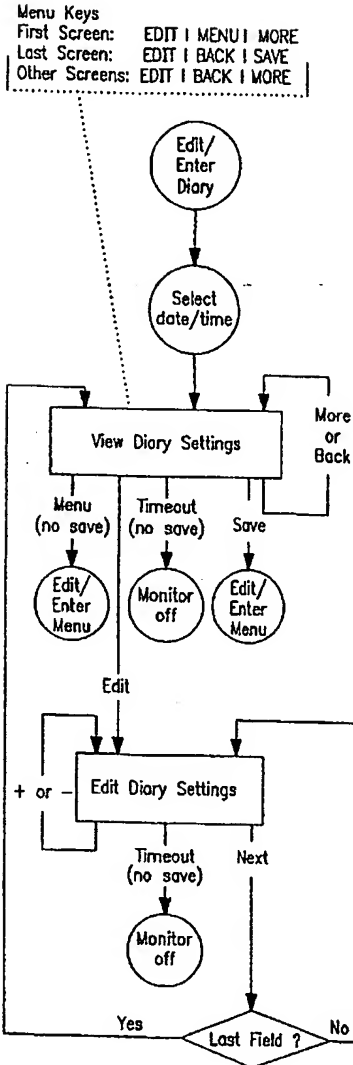 Menu Keys
First Screen: EDIT | MENU | MORE
Last Screen: EDIT | BACK | SAVE
Other Screens: EDIT | BACK | MORE
Edit/
Enter
Diary
Select
date/time
View Diary Settings
More
or
Back
Menu
(no save)
Timeout
(no save)
Save
Edit/
Enter
Menu
Monitor
off
Edit/
Enter
Menu
Edit
+ or -
Edit Diary Settings
Timeout
(no save)
Next
Monitor
off
Yes
Last Field ?
No